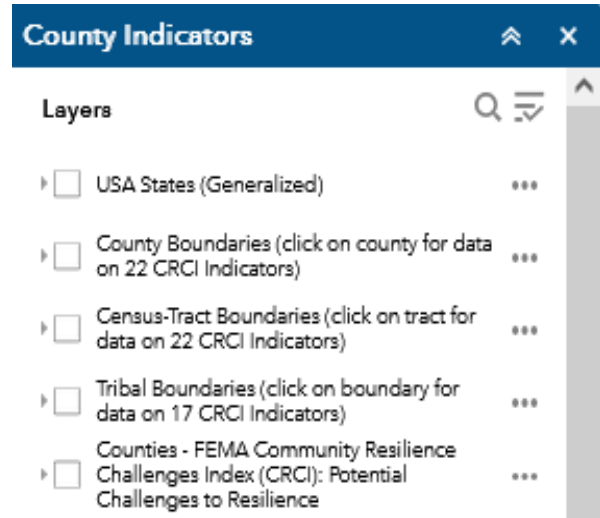 County Indicators
Layers
USA States (Generalized)
County Boundaries (click on county for data
on 22 CRCI Indicators)
Census-Tract Boundaries (click on tract for
data on 22 CRCI Indicators)
Tribal Boundaries (click on boundary for
data on 17 CRCI Indicators)
Counties - FEMA Community Resilience
Challenges Index (CRCI): Potential
Challenges to Resilience